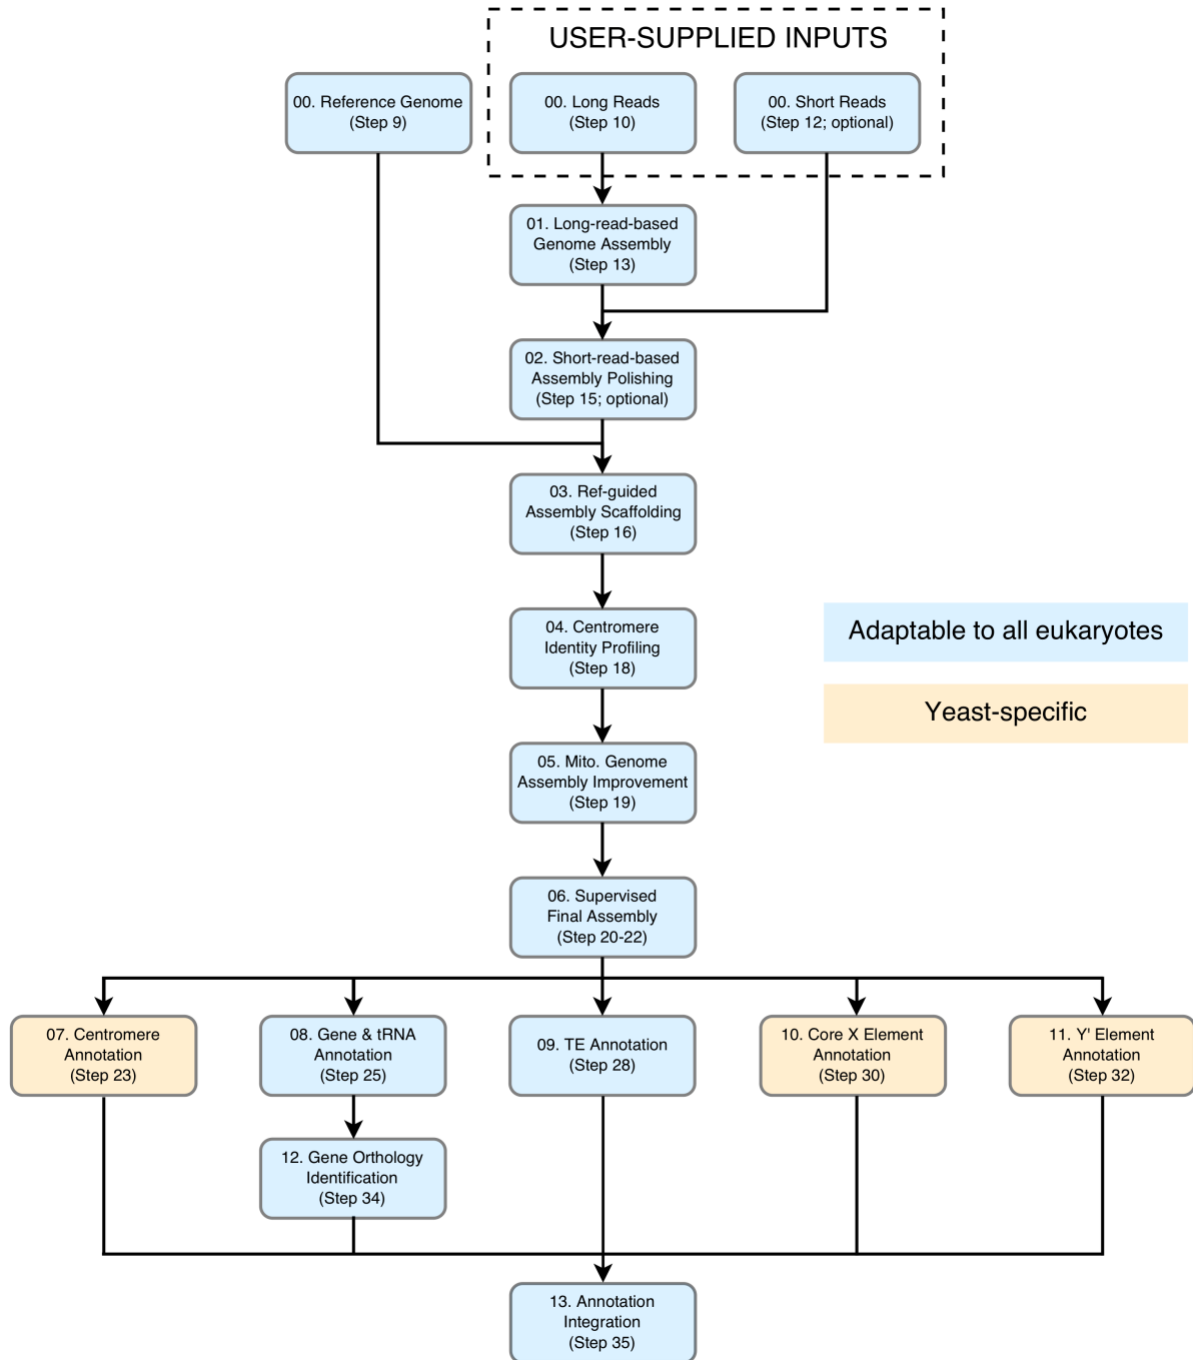 USER-SUPPLIED INPUTS
00. Reference Genome
(Step 9)
00. Long Reads
(Step 10)
00. Short Reads
(Step 12; optional)
01. Long-read-based
Genome Assembly
(Step 13)
02. Short-read-based
Assembly Polishing
(Step 15; optional)
03. Ref-guided
Assembly Scaffolding
(Step 16)
04. Centromere
Identity Profiling
(Step 18)
Adaptable to all eukaryotes
Yeast-specific
05. Mito. Genome
Assembly Improvement
(Step 19)
06. Supervised
Final Assembly
(Step 20-22)
07. Centromere
Annotation
(Step 23)
08. Gene & tRNA
Annotation
(Step 25)
09. TE Annotation
(Step 28)
10. Core X Element
Annotation
(Step 30)
11. Y' Element
Annotation
(Step 32)
12. Gene Orthology
Identification
(Step 34)
13. Annotation
Integration
(Step 35)